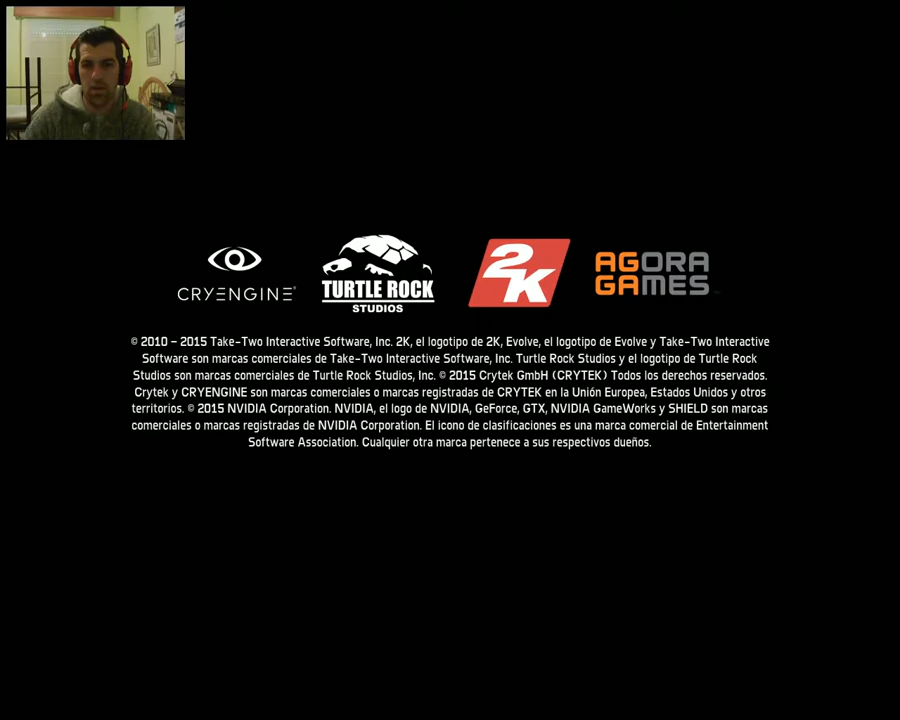 CRYENGINE®
TURTLE ROCK
STUDIOS
2K
AGORA
GAMES
© 2010 – 2015 Take-Two Interactive Software, Inc. 2K, el logotipo de 2K, Evolve, el logotipo de Evolve y Take-Two Interactive
Software son marcas comerciales de Take-Two Interactive Software, Inc. Turtle Rock Studios y el logotipo de Turtle Rock
Studios son marcas comerciales de Turtle Rock Studios, Inc. © 2015 Crytek GmbH (CRYTEK) Todos los derechos reservados.
Crytek y CRYENGINE son marcas comerciales o marcas registradas de CRYTEK en la Unión Europea, Estados Unidos y otros
territorios. © 2015 NVIDIA Corporation. NVIDIA, el logo de NVIDIA, GeForce, GTX, NVIDIA GameWorks y SHIELD son marcas
comerciales o marcas registradas de NVIDIA Corporation. El icono de clasificaciones es una marca comercial de Entertainment
Software Association. Cualquier otra marca pertenece a sus respectivos dueños.